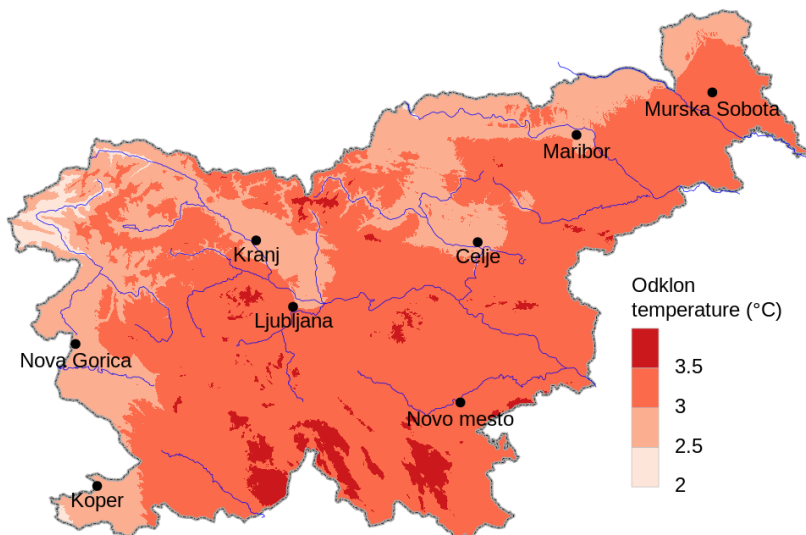 Murska Sobota
Maribor
Kranj
Celje
Ljubljana
Nova Gorica
Novo mesto
Koper
Odklon
temperature (°C)
3.5
3
2.5
2